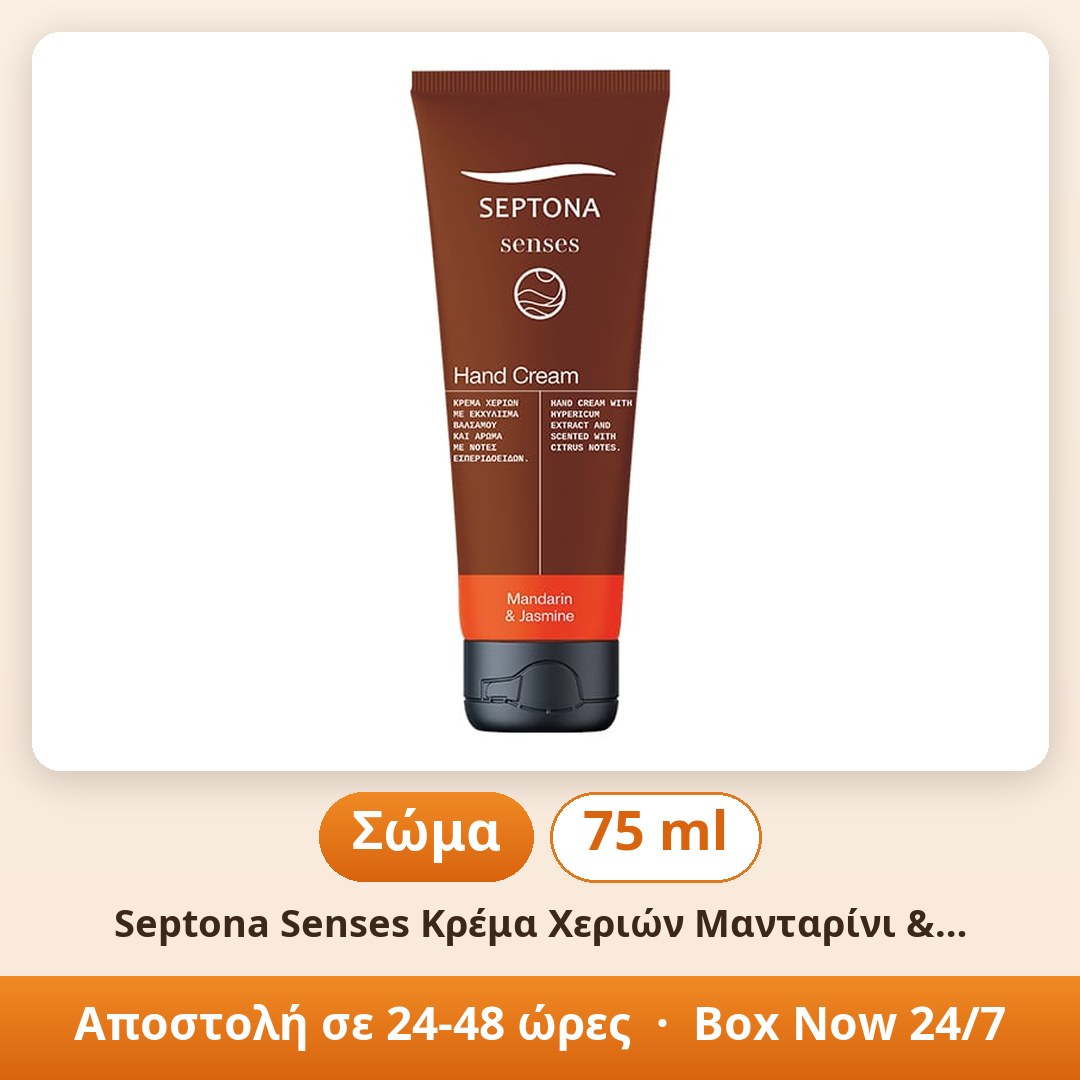 SEPTONA
senses
Hand Cream
ΚΡΕΜΑ ΧΕΡΙΩΝ
ΜΕ ΕΚΧΥΛΙΣΜΑ
ΒΑΛΣΑΜΟΥ
ΚΑΙ ΑΡΩΜΑ
ΜΕ ΝΟΤΕΣ
ΕΣΠΕΡΙΔΟΕΙΔΩΝ.
HAND CREAM WITH
HYPERICUM
EXTRACT AND
SCENTED WITH
CITRUS NOTES.
Mandarin
& Jasmine
Σώμα
75 ml
Septona Senses Κρέμα Χεριών Μανταρίνι &...
Αποστολή σε 24-48 ώρες · Box Now 24/7